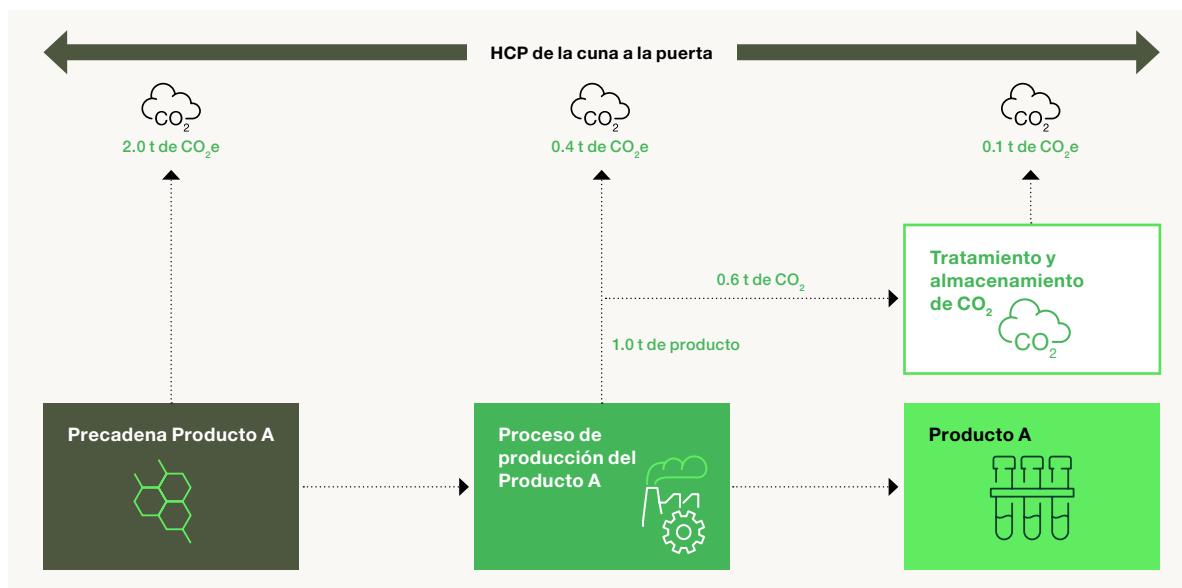 HCP de la cuna a la puerta
CO₂
2.0 t de CO₂e
CO₂
0.4 t de CO₂e
CO₂
0.1 t de CO₂e
0.6 t de CO₂
1.0 t de producto
Tratamiento y
almacenamiento
de CO₂
CO₂
Precadena Producto A
Proceso de
producción del
Producto A
Producto A